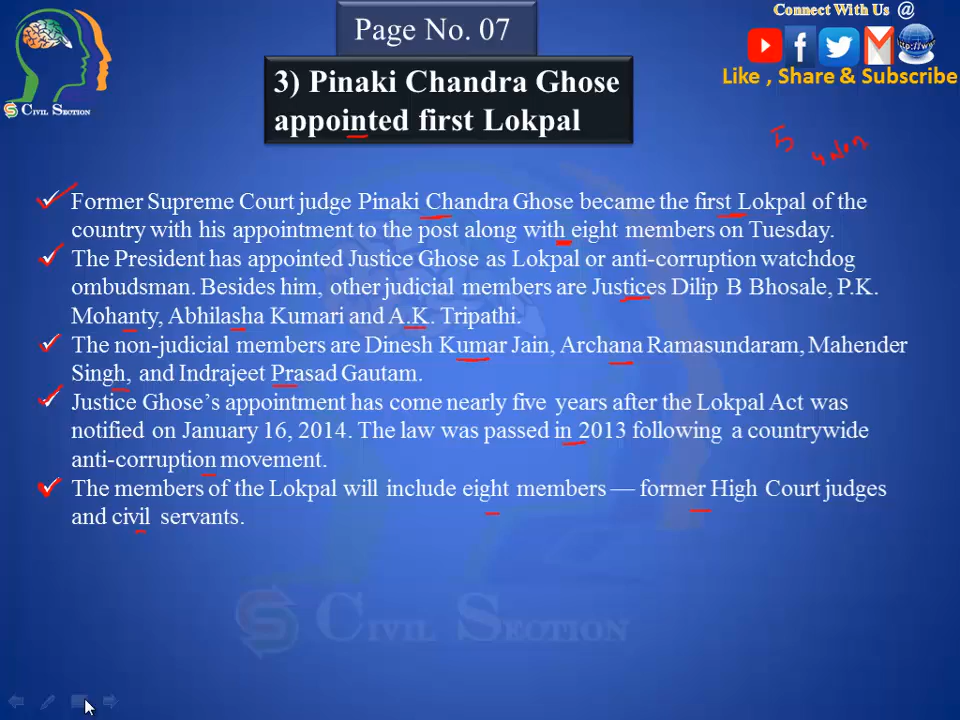 Page No. 07
Connect With Us @
http://www
Like , Share & Subscribe
3) Pinaki Chandra Ghose
appointed first Lokpal
Civil Section
Former Supreme Court judge Pinaki Chandra Ghose became the first Lokpal of the
country with his appointment to the post along with eight members on Tuesday.
The President has appointed Justice Ghose as Lokpal or anti-corruption watchdog
ombudsman. Besides him, other judicial members are Justices Dilip B Bhosale, P.K.
Mohanty, Abhilasha Kumari and A.K. Tripathi.
The non-judicial members are Dinesh Kumar Jain, Archana Ramasundaram, Mahender
Singh, and Indrajeet Prasad Gautam.
Justice Ghose’s appointment has come nearly five years after the Lokpal Act was
notified on January 16, 2014. The law was passed in 2013 following a countrywide
anti-corruption movement.
The members of the Lokpal will include eight members — former High Court judges
and civil servants.
Civil Section